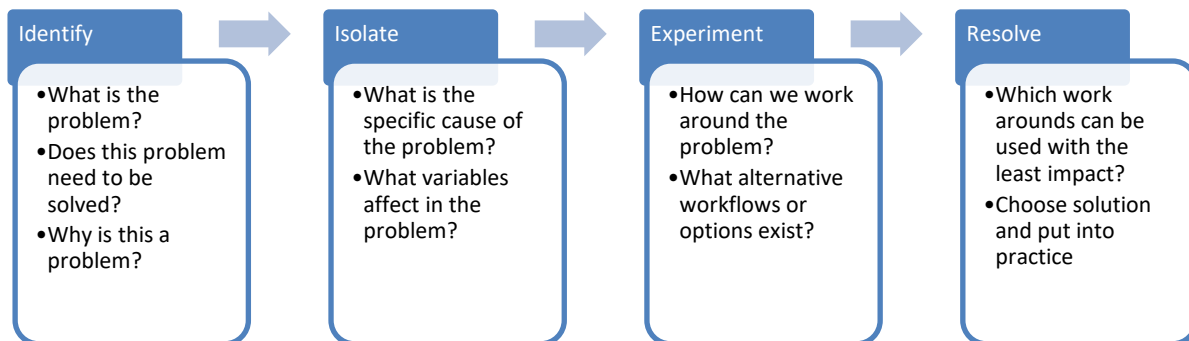 Identify
•What is the
problem?
•Does this problem
need to be
solved?
•Why is this a
problem?
Isolate
•What is the
specific cause of
the problem?
•What variables
affect in the
problem?
Experiment
•How can we work
around the
problem?
•What alternative
workflows or
options exist?
Resolve
•Which work
arounds can be
used with the
least impact?
•Choose solution
and put into
practice